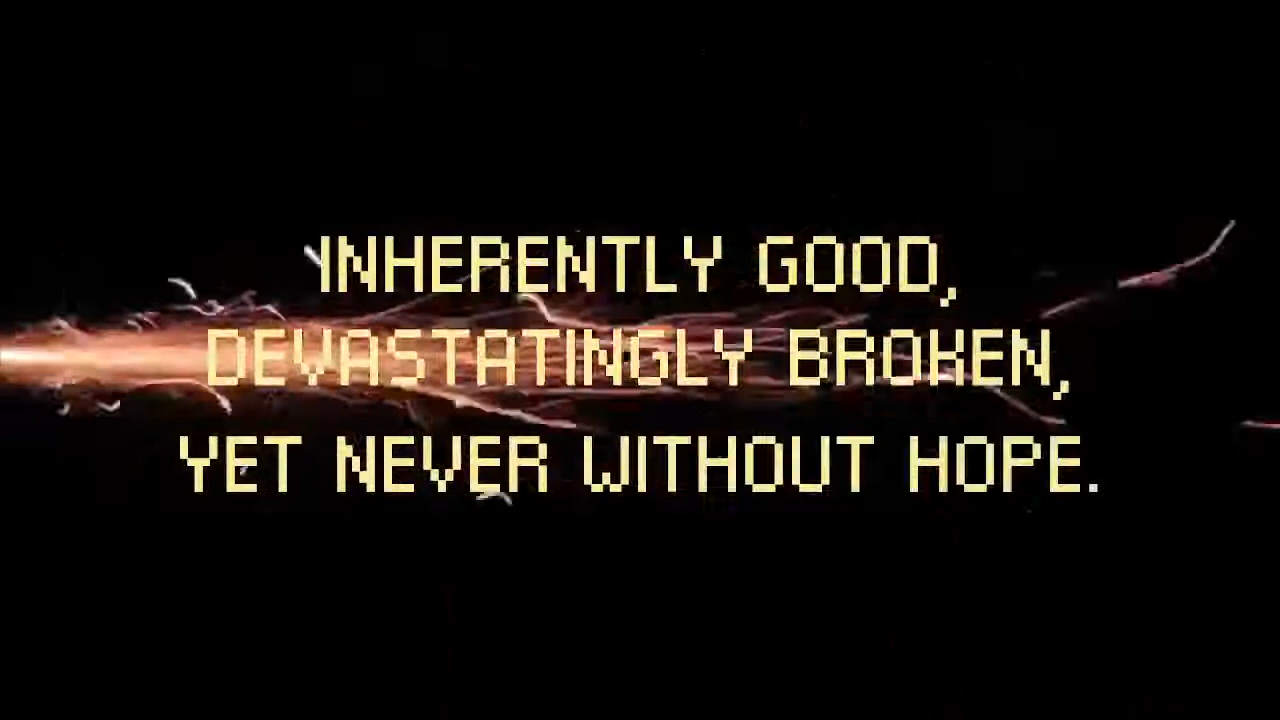 INHERENTLY GOOD,
DEVASTATINGLY BROKEN,
YET NEVER WITHOUT HOPE.